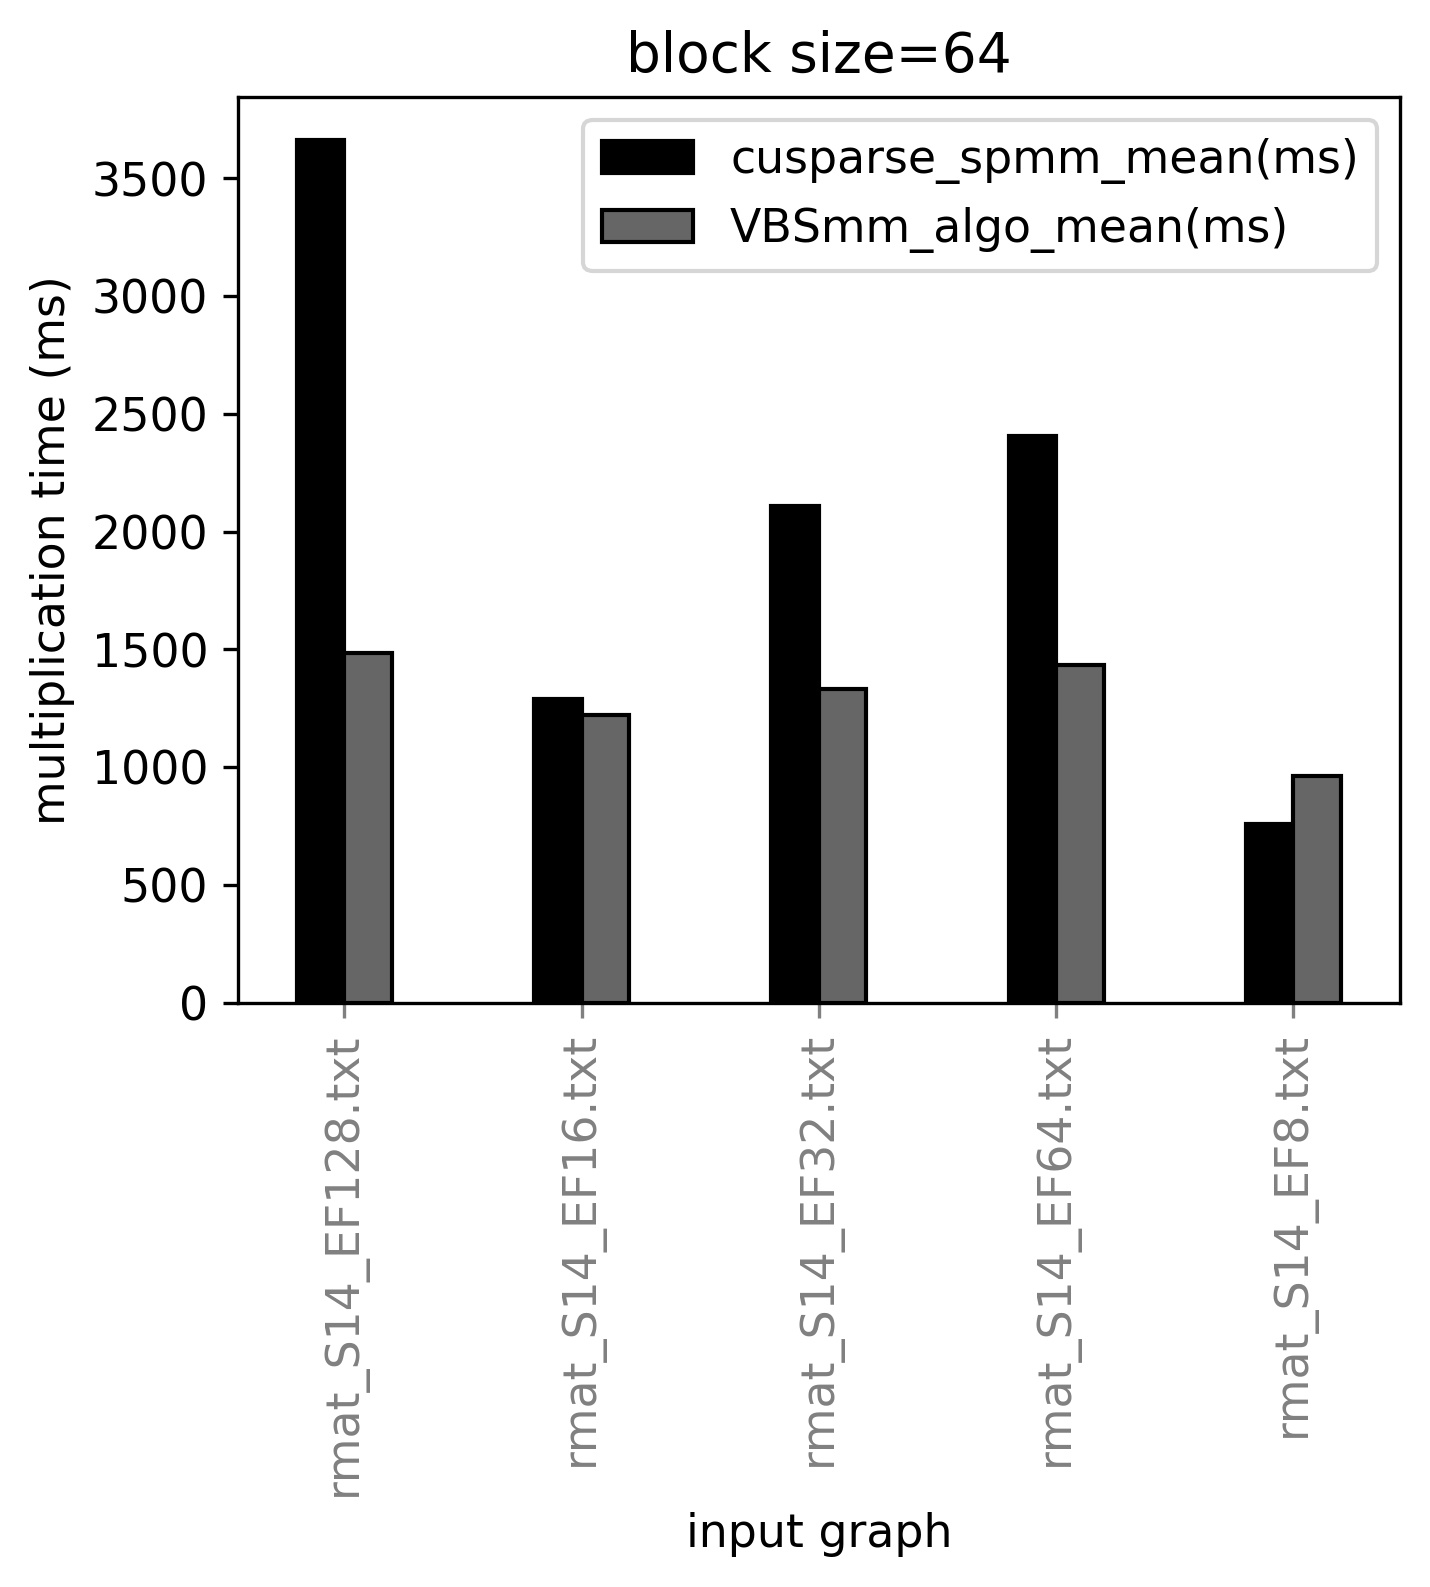 block size=64
cusparse_spmm_mean(ms)
VBSmm_algo_mean(ms)
multiplication time (ms)
3500
3000
2500
2000
1500
1000
500
0
rmat_S14_EF128.txt
rmat_S14_EF16.txt
rmat_S14_EF32.txt
rmat_S14_EF64.txt
rmat_S14_EF8.txt
input graph